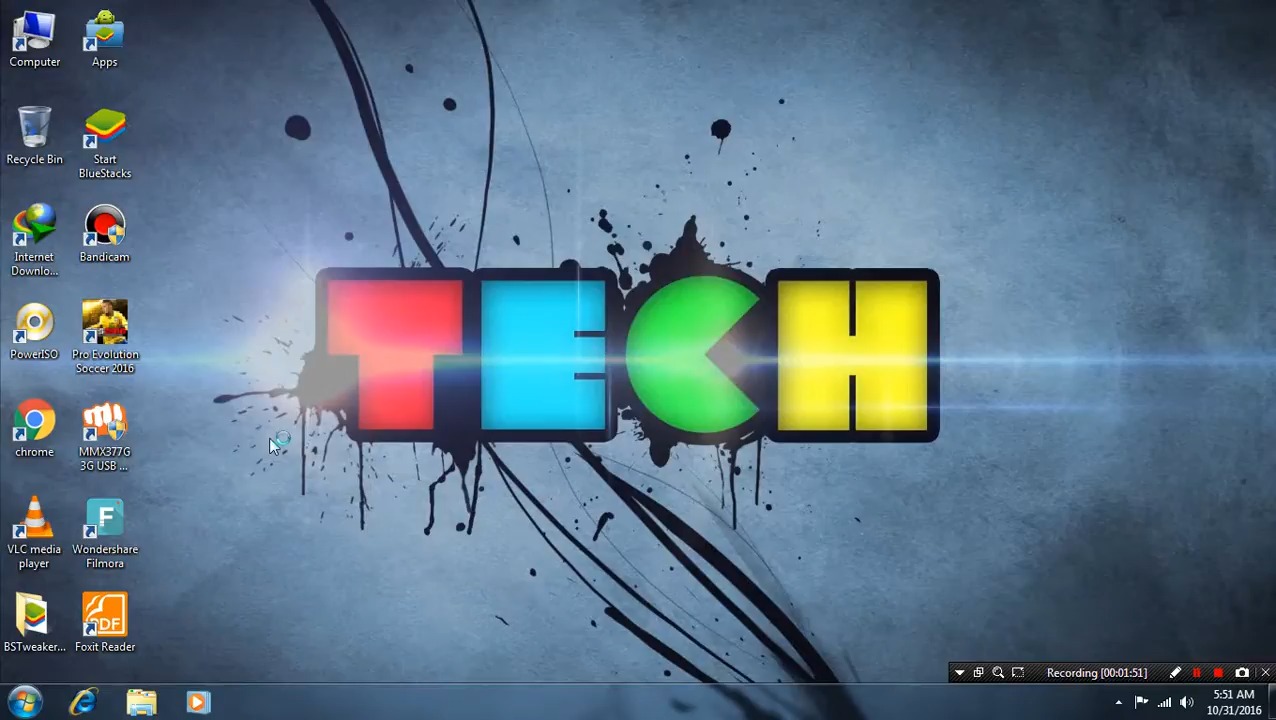 Computer
Apps
Recycle Bin
Start
BlueStacks
Internet
Downlo...
Bandicam
PowerISO
Pro Evolution
Soccer 2016
chrome
MMX377G
3G USB ...
VLC media
player
Wondershare
Filmora
BSTweaker...
Foxit Reader
PDF
TECH
Recording [00:01:51]
5:51 AM
10/31/2016